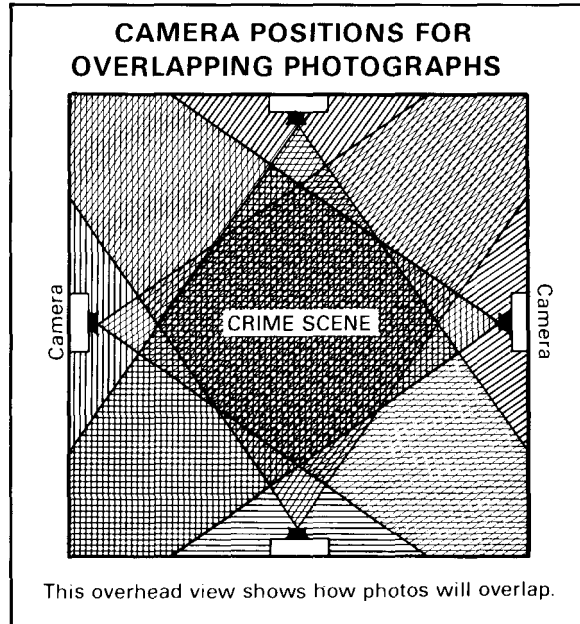 CAMERA POSITIONS FOR
OVERLAPPING PHOTOGRAPHS
Camera
CRIME SCENE
Camera
This overhead view shows how photos will overlap.